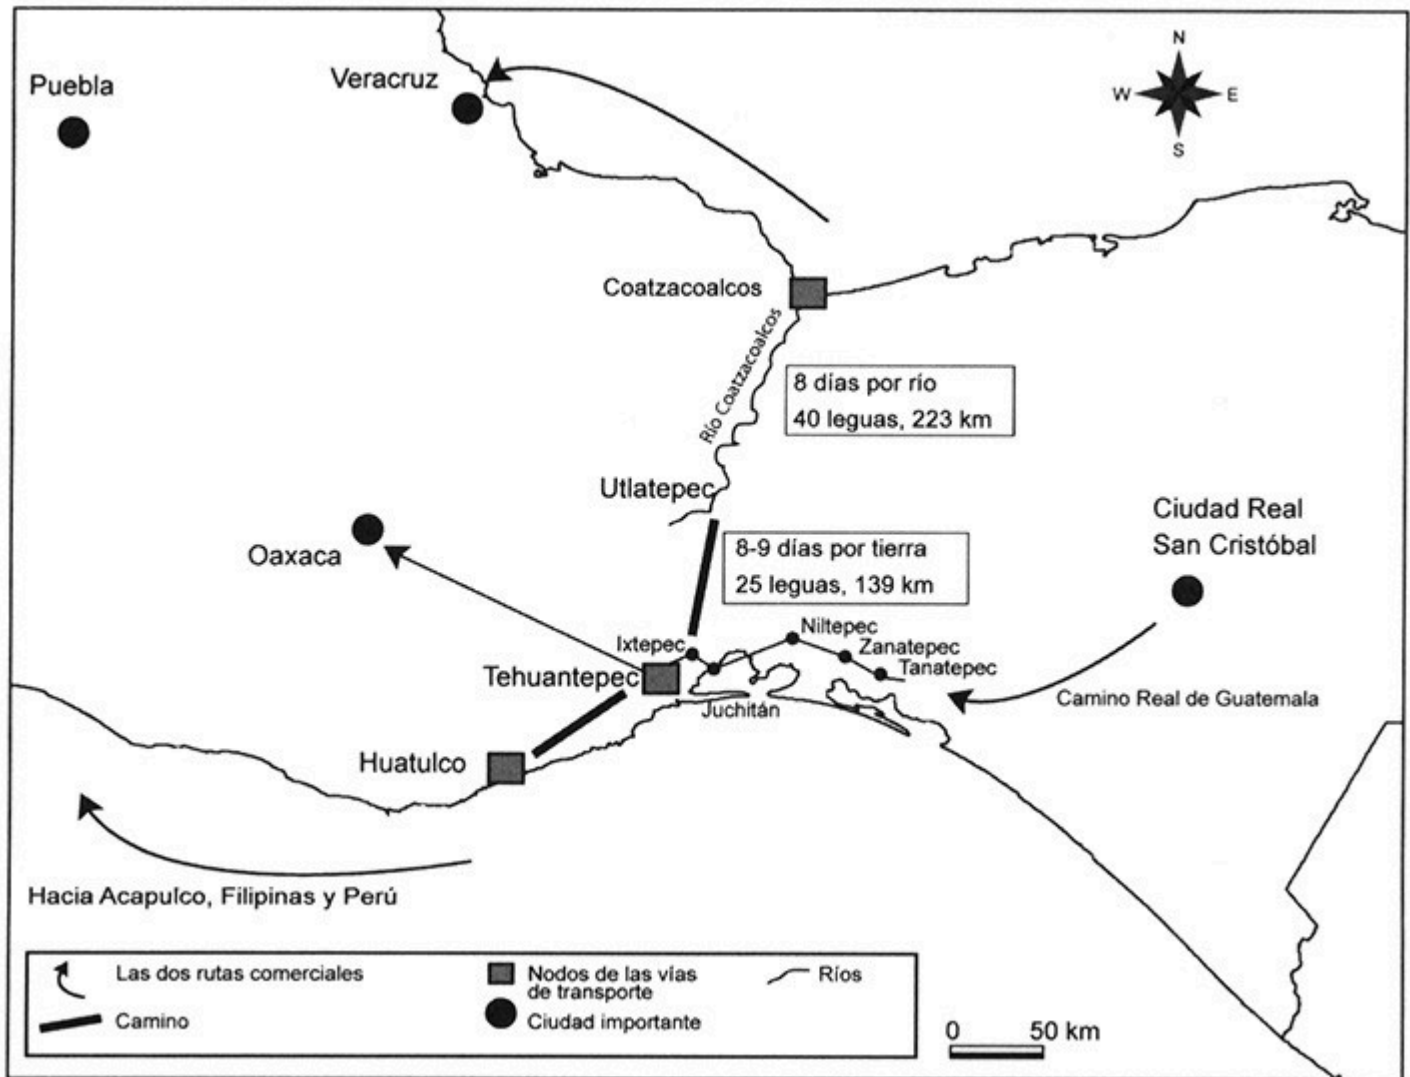 N
W
E
S
Puebla
Veracruz
Coatzacoalcos
Río Coatzacoalcos
8 días por río
40 leguas, 223 km
Utlatepec
Ciudad Real
San Cristóbal
Oaxaca
8-9 días por tierra
25 leguas, 139 km
Ixtepec
Niltepec
Zanatepec
Tanatepec
Tehuantepec
Juchitán
Camino Real de Guatemala
Huatulco
Hacia Acapulco, Filipinas y Perú
Las dos rutas comerciales
Camino
Nodos de las vías
de transporte
Ciudad importante
Ríos
0
50 km